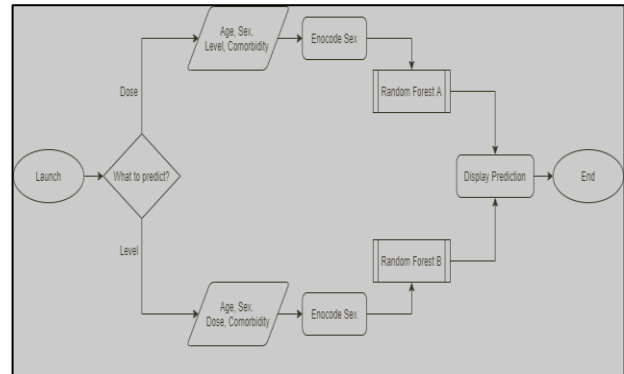 Age, Sex.
Level, Comorbidity
Enocode Sex
Random Forest A
Dose
Launch
What to predict?
Display Prediction
End
Level
Random Forest B
Age, Sex.
Dose, Comorbidity
Enocode Sex